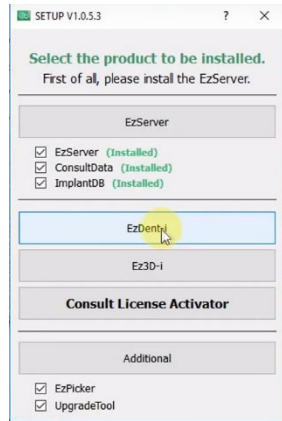 SETUP V1.0.5.3
Select the product to be installed.
First of all, please install the EzServer.
EzServer
EzServer (Installed)
ConsultData (Installed)
ImplantDB (Installed)
EzDent-i
Ez3D-i
Consult License Activator
Additional
EzPicker
UpgradeTool